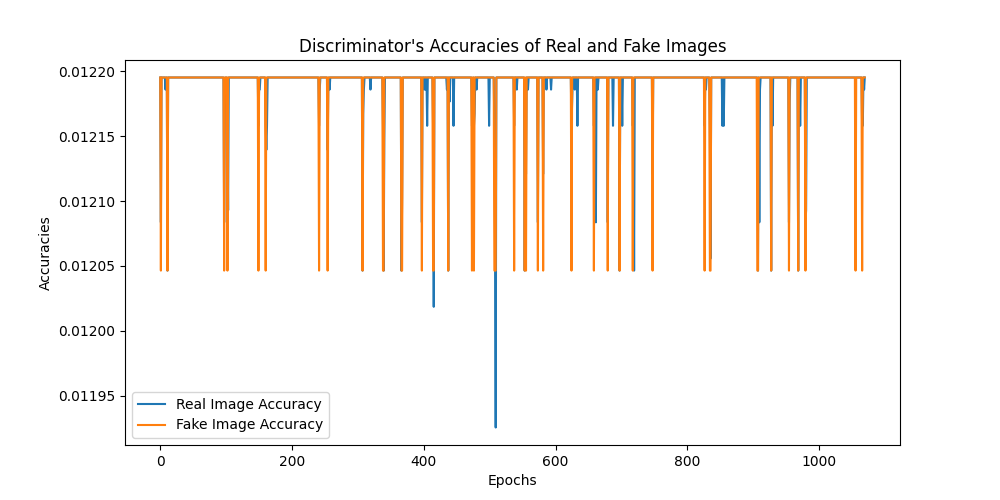 Discriminator's Accuracies of Real and Fake Images
0.01220
0.01215
0.01210
0.01205
0.01200
0.01195
Accuracies
Real Image Accuracy
Fake Image Accuracy
0 200 400 600 800 1000
Epochs